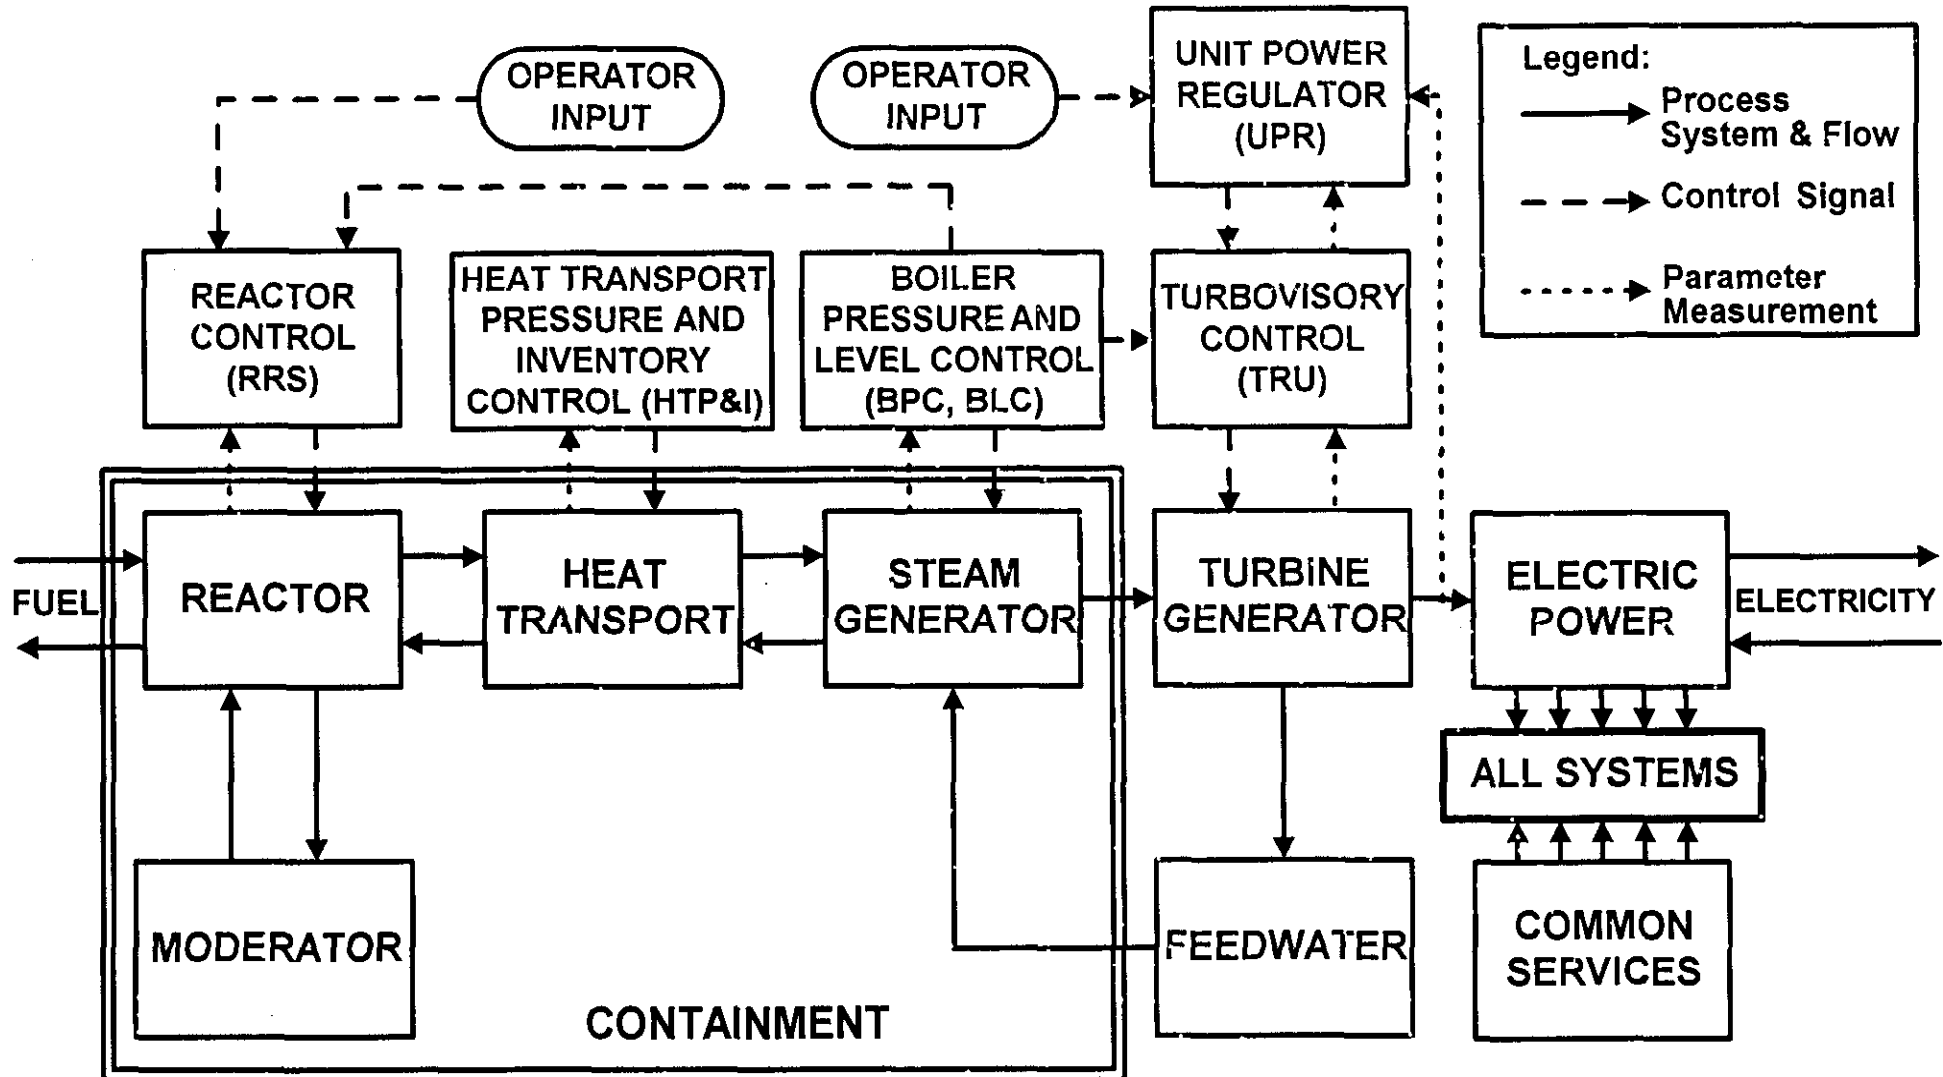 OPERATOR
INPUT
OPERATOR
INPUT
UNIT POWER
REGULATOR
(UPR)
Legend:
Process
System & Flow
Control Signal
Parameter
Measurement
REACTOR
CONTROL
(RRS)
HEAT TRANSPORT
PRESSURE AND
INVENTORY
CONTROL (HTP&I)
BOILER
PRESSURE AND
LEVEL CONTROL
(BPC, BLC)
TURBOVISORY
CONTROL
(TRU)
FUEL
REACTOR
HEAT
TRANSPORT
STEAM
GENERATOR
TURBINE
GENERATOR
ELECTRIC
POWER
ELECTRICITY
ALL SYSTEMS
MODERATOR
FEEDWATER
COMMON
SERVICES
CONTAINMENT